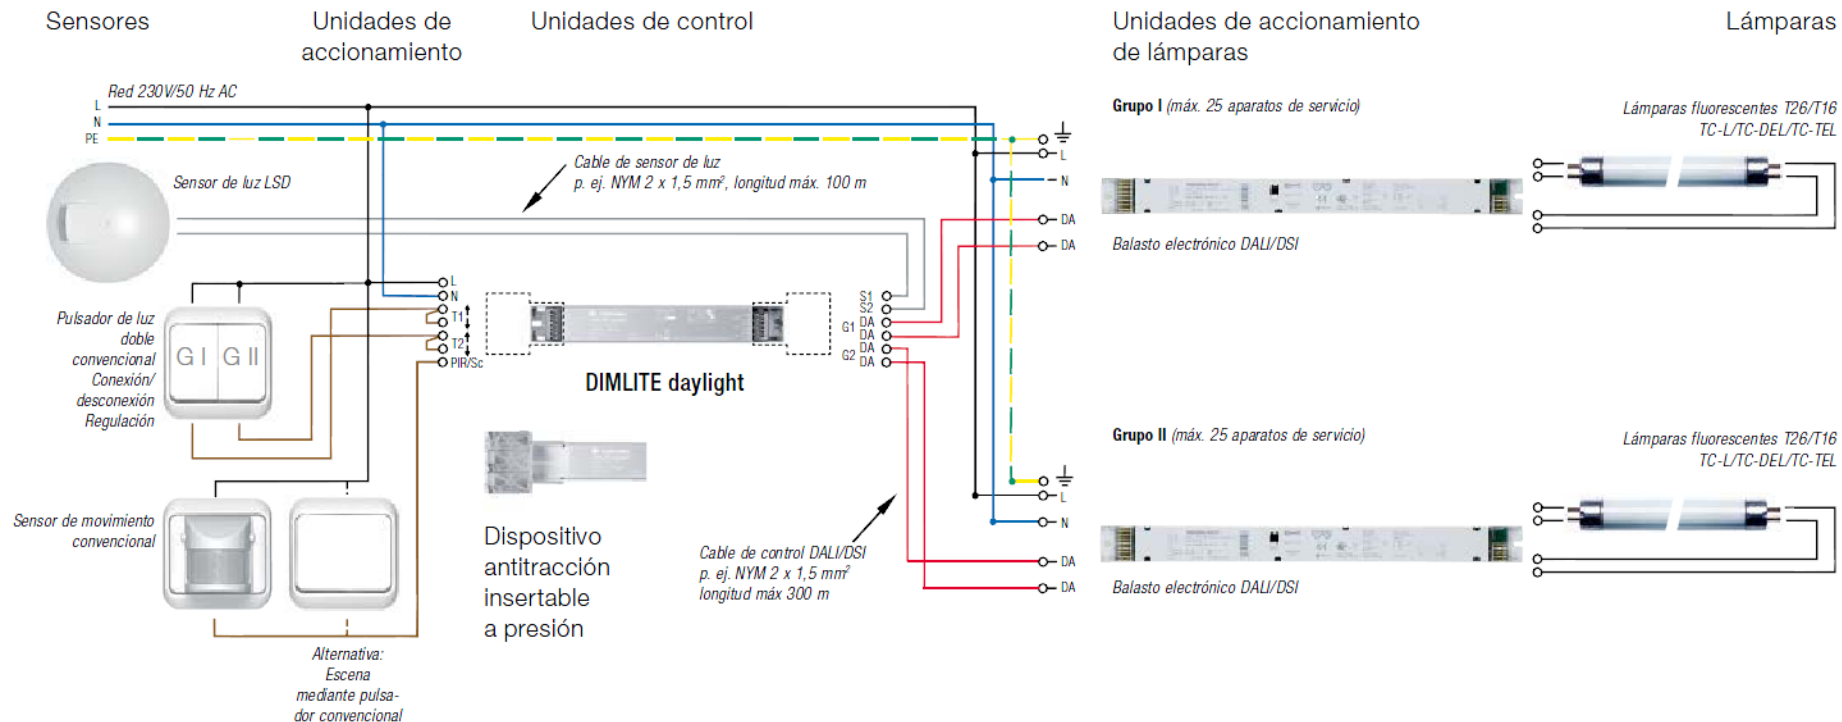 Sensores
Unidades de
accionamiento
Unidades de control
Unidades de accionamiento
de lámparas
Lámparas
Red 230V/50 Hz AC
L
N
PE
Sensor de luz LSD
Cable de sensor de luz
p. ej. NYM 2 x 1,5 mm², longitud máx. 100 m
Pulsador de luz
doble
convencional
Conexión/
desconexión
Regulación
G I
G II
L
N
T1
T2
PIR/Sc
DIMLITE daylight
S1
S2
G1
DA
DA
G2
DA
DA
Sensor de movimiento
convencional
Alternativa:
Escena
mediante pulsa-
dor convencional
Dispositivo
antitracción
insertable
a presión
Cable de control DALI/DSI
p. ej. NYM 2 x 1,5 mm²
longitud máx 300 m
Grupo I (máx. 25 aparatos de servicio)
L
N
DA
DA
Balasto electrónico DALI/DSI
Lámparas fluorescentes T26/T16
TC-L/TC-DEL/TC-TEL
Grupo II (máx. 25 aparatos de servicio)
L
N
DA
DA
Balasto electrónico DALI/DSI
Lámparas fluorescentes T26/T16
TC-L/TC-DEL/TC-TEL